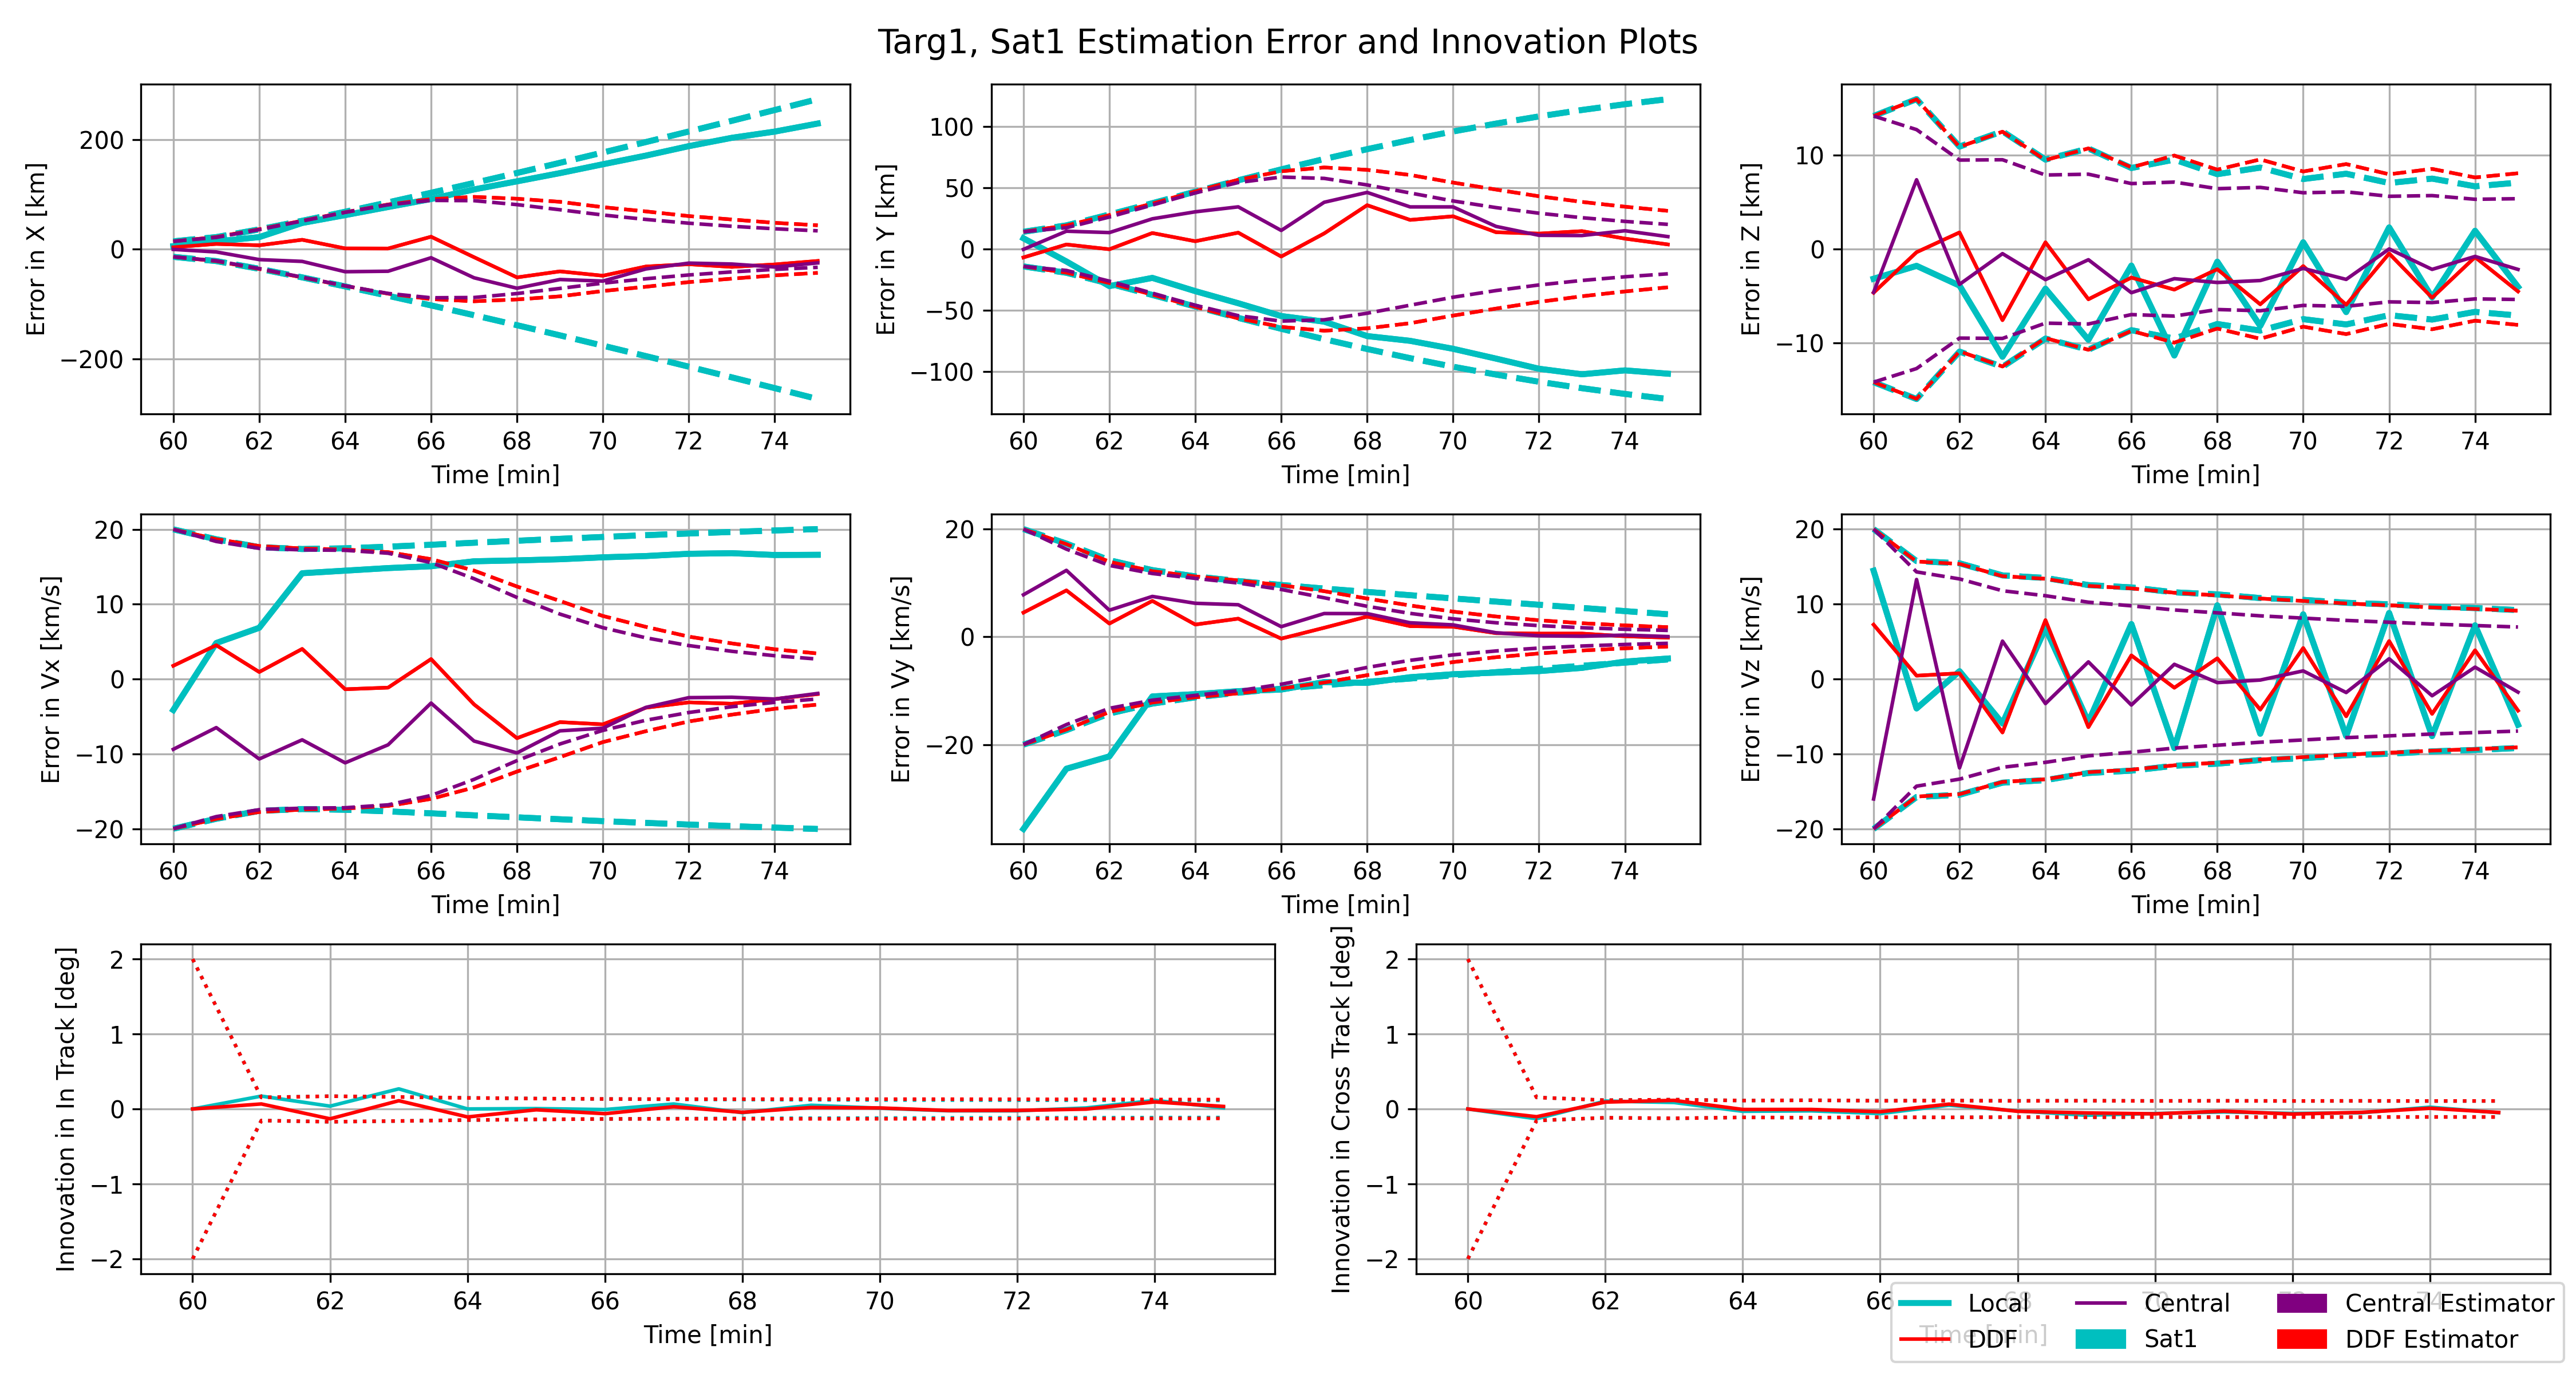 Targ1, Sat1 Estimation Error and Innovation Plots
Error in X [km]
200
0
−200
60 62 64 66 68 70 72 74
Time [min]
Error in Y [km]
100
50
0
−50
−100
60 62 64 66 68 70 72 74
Time [min]
Error in Z [km]
10
0
−10
60 62 64 66 68 70 72 74
Time [min]
Error in Vx [km/s]
20
10
0
−10
−20
60 62 64 66 68 70 72 74
Time [min]
Error in Vy [km/s]
20
0
−20
60 62 64 66 68 70 72 74
Time [min]
Error in Vz [km/s]
20
10
0
−10
−20
60 62 64 66 68 70 72 74
Time [min]
Innovation in In Track [deg]
2
1
0
−1
−2
60 62 64 66 68 70 72 74
Time [min]
Innovation in Cross Track [deg]
2
1
0
−1
−2
60 62 64 66 68 70 72 74
Time [min]
Local
DDF
Central
Sat1
Central Estimator
DDF Estimator